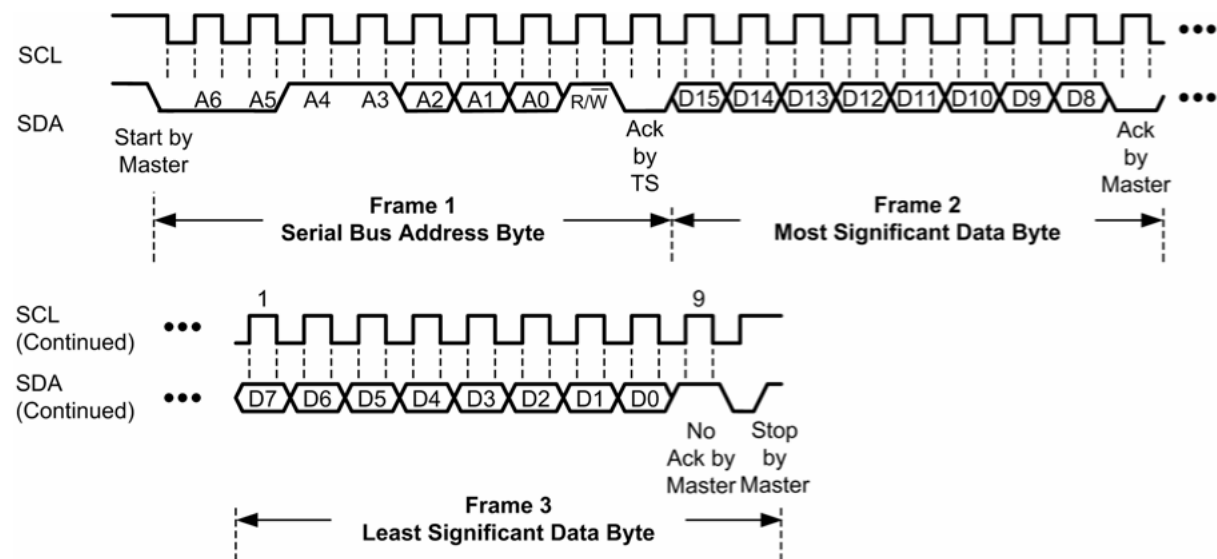 SCL
SDA
A6 A5 A4 A3 A2 A1 A0 R/W̅ D15 D14 D13 D12 D11 D10 D9 D8
Start by
Master
Ack
by
TS
Ack
by
Master
Frame 1
Serial Bus Address Byte
Frame 2
Most Significant Data Byte
1 9
SCL
(Continued)
SDA
(Continued)
D7 D6 D5 D4 D3 D2 D1 D0
No
Ack by
Master
Stop
by
Master
Frame 3
Least Significant Data Byte